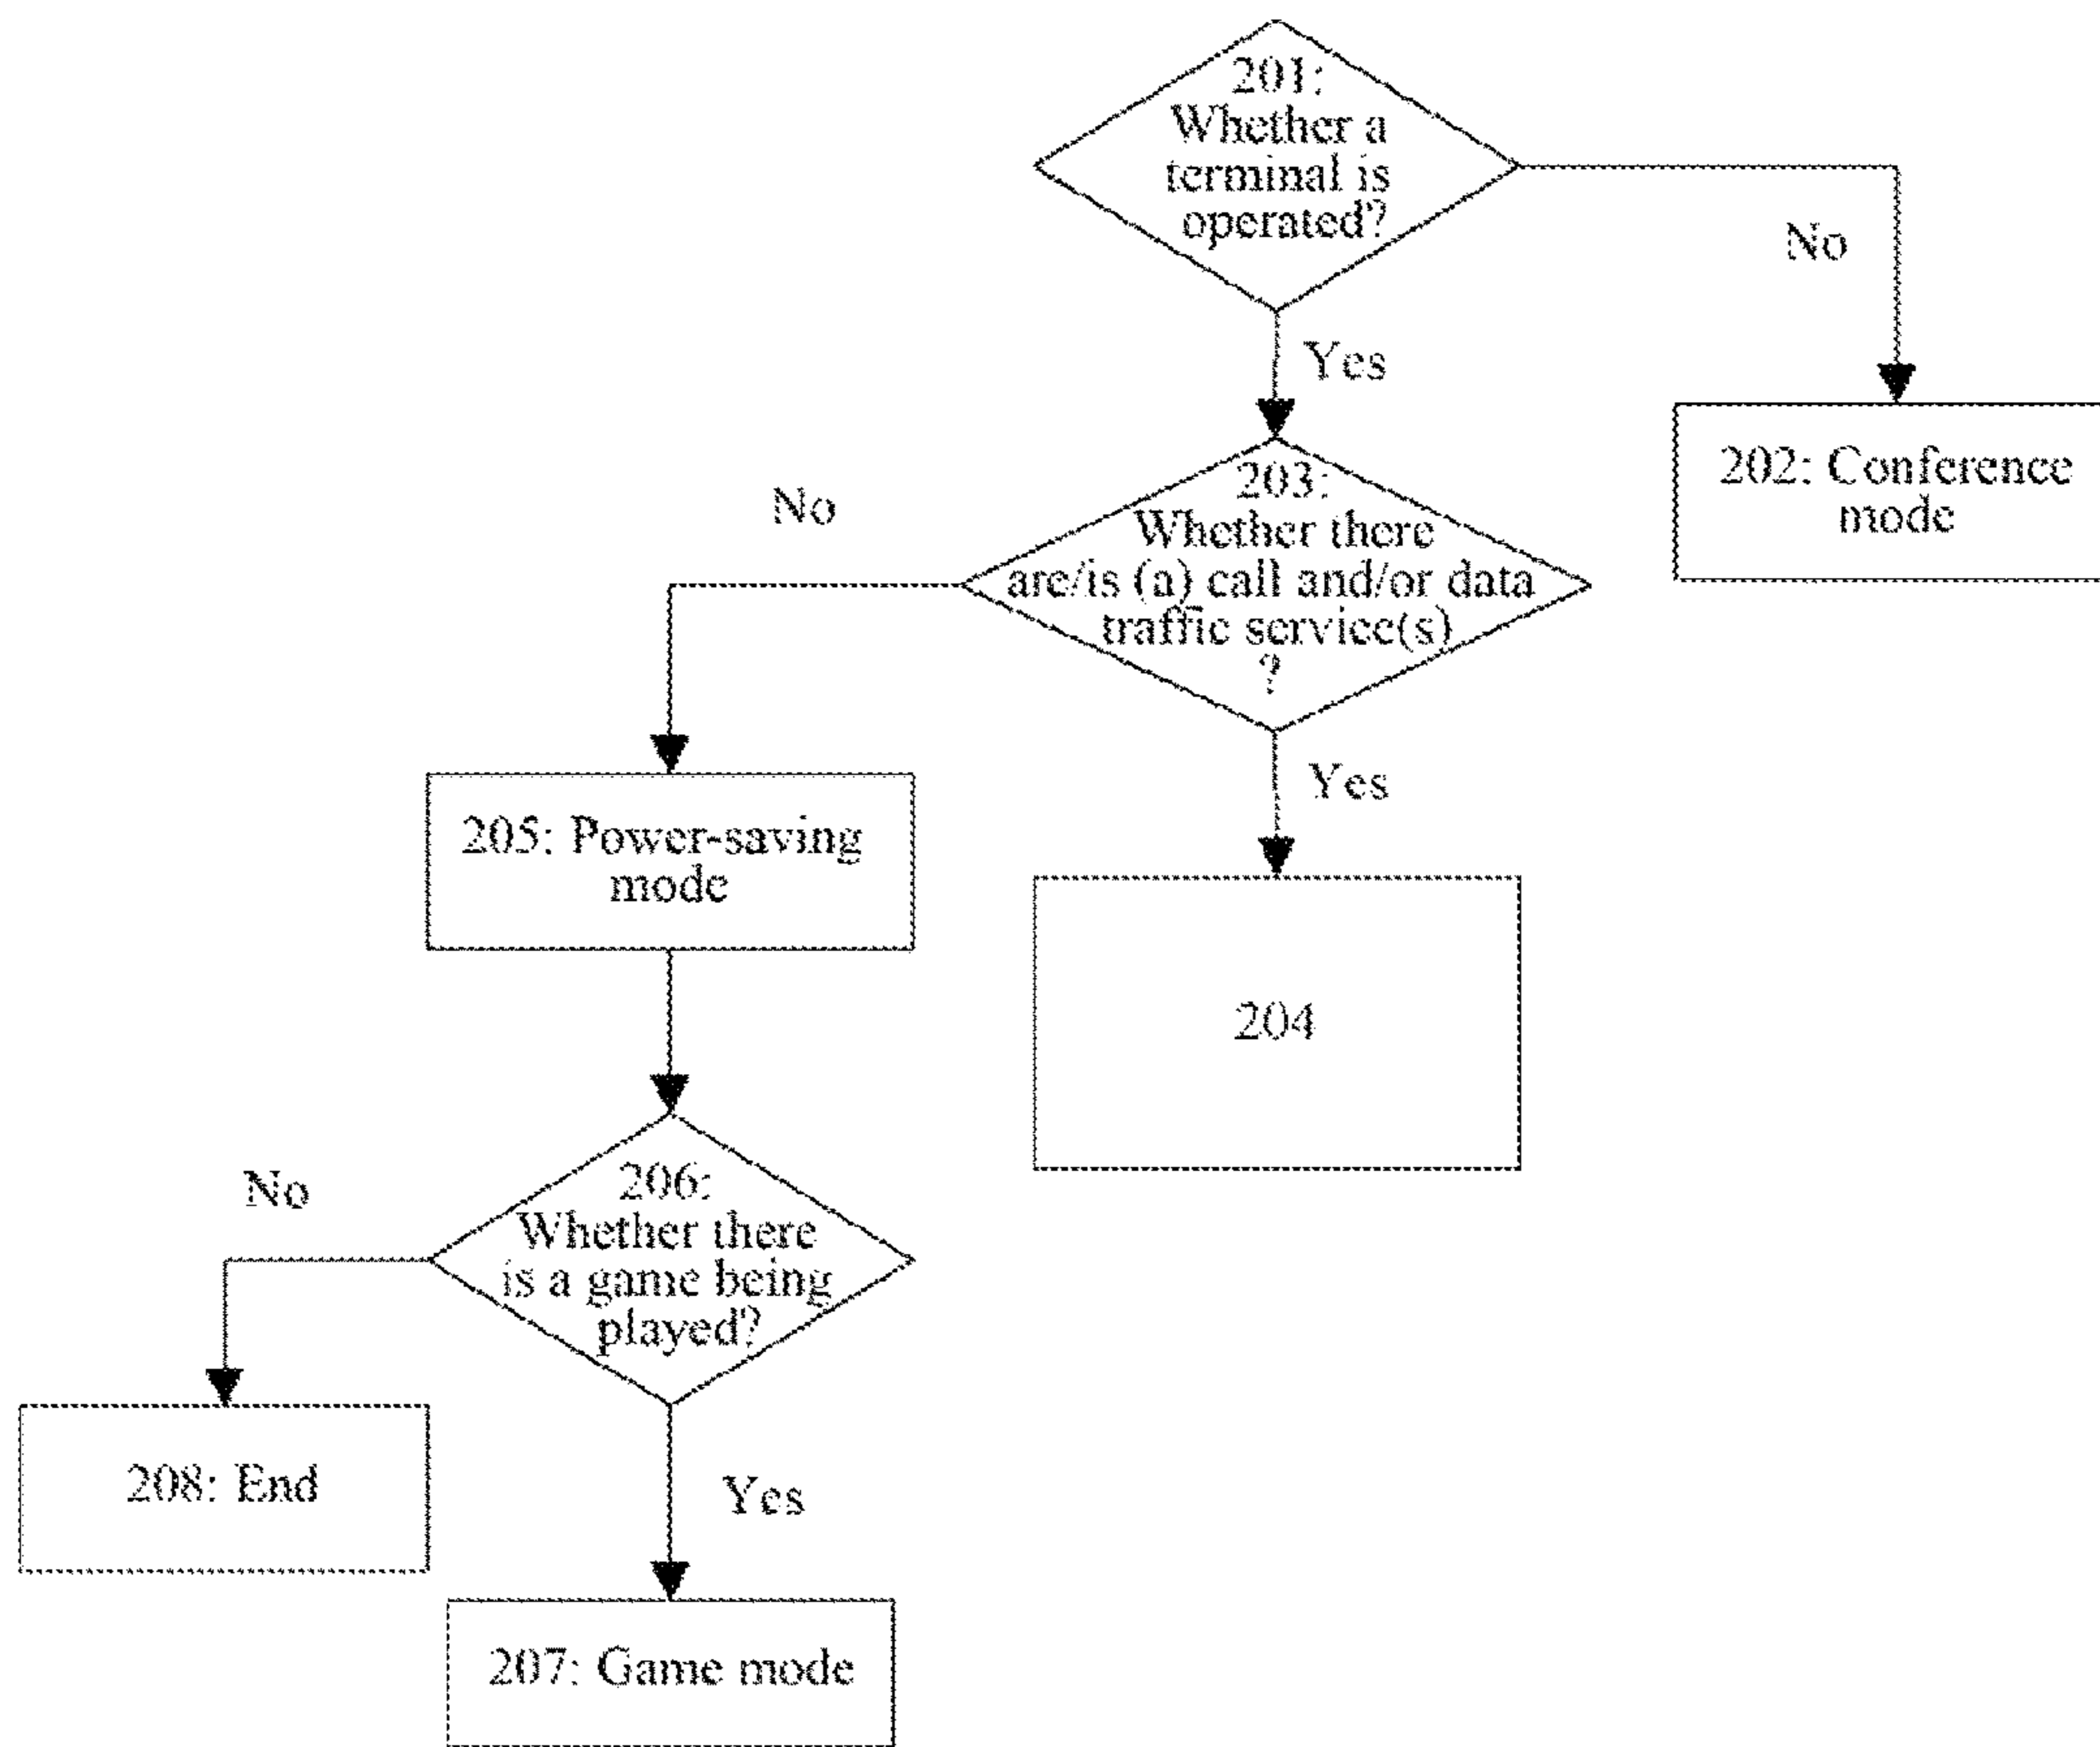 201:
Whether a
terminal is
operated?
No
Yes
202: Conference
mode
203:
Whether there
are/is (a) call and/or data
traffic service(s)
?
No
Yes
205: Power-saving
mode
204
206:
Whether there
is a game being
played?
No
208: End
Yes
207: Game mode